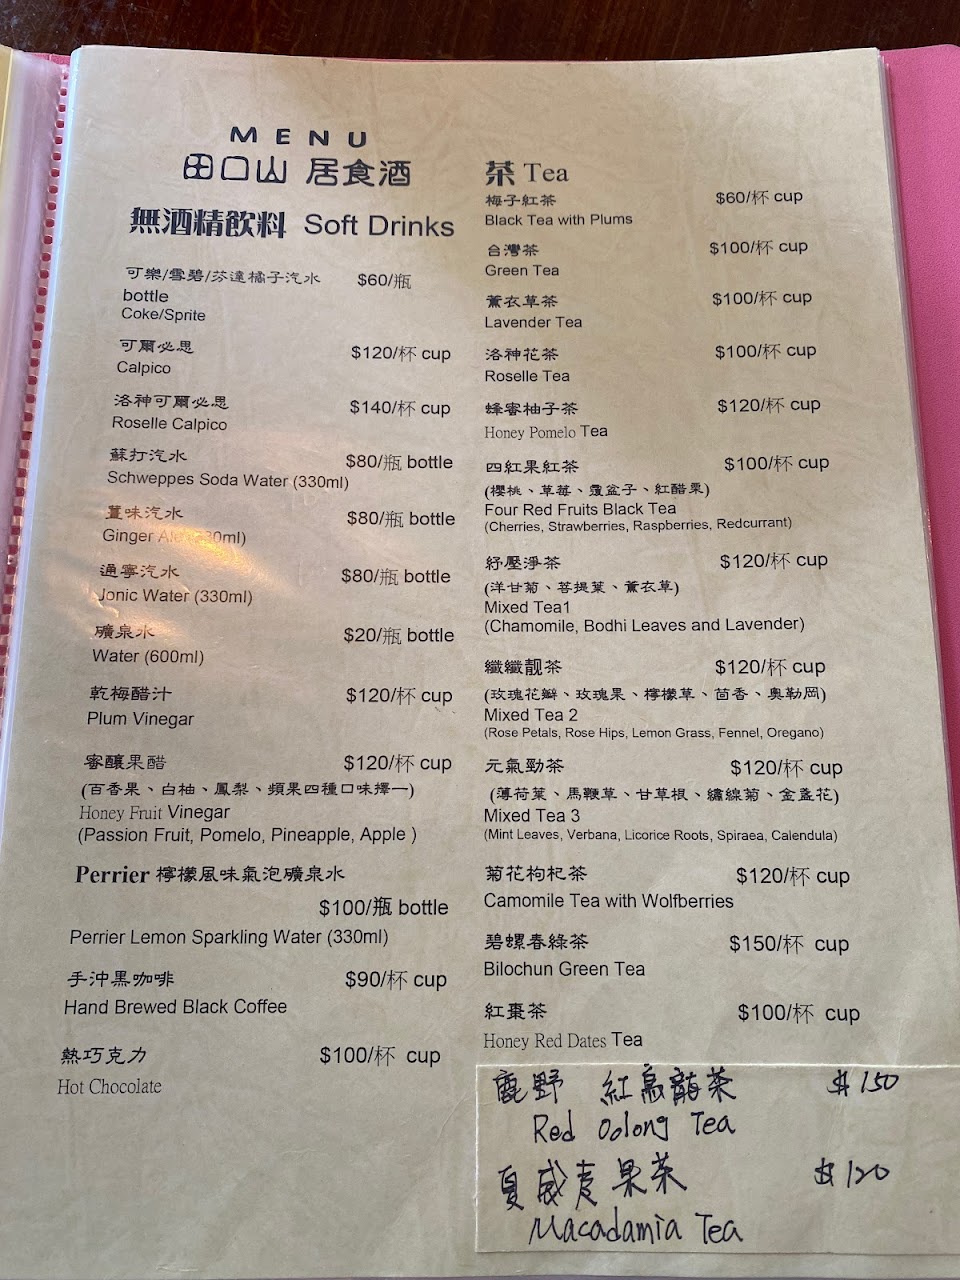 MENU
田口山 居食酒
無酒精飲料 Soft Drinks
可樂/雪碧/芬達橘子汽水 $60/瓶
bottle
Coke/Sprite
可爾必思 $120/杯 cup
Calpico
洛神可爾必思 $140/杯 cup
Roselle Calpico
蘇打汽水 $80/瓶 bottle
Schweppes Soda Water (330ml)
薑味汽水 $80/瓶 bottle
Ginger Ale (330ml)
通寧汽水 $80/瓶 bottle
Jonic Water (330ml)
礦泉水 $20/瓶 bottle
Water (600ml)
乾梅醋汁 $120/杯 cup
Plum Vinegar
蜜釀果醋 $120/杯 cup
(百香果、白柚、鳳梨、頻果四種口味擇一)
Honey Fruit Vinegar
(Passion Fruit, Pomelo, Pineapple, Apple )
Perrier 檸檬風味氣泡礦泉水
$100/瓶 bottle
Perrier Lemon Sparkling Water (330ml)
手沖黑咖啡 $90/杯 cup
Hand Brewed Black Coffee
熱巧克力 $100/杯 cup
Hot Chocolate
茶 Tea
梅子紅茶 $60/杯 cup
Black Tea with Plums
台灣茶 $100/杯 cup
Green Tea
薰衣草茶 $100/杯 cup
Lavender Tea
洛神花茶 $100/杯 cup
Roselle Tea
蜂蜜柚子茶 $120/杯 cup
Honey Pomelo Tea
四紅果紅茶 $100/杯 cup
(櫻桃、草莓、覆盆子、紅醋栗)
Four Red Fruits Black Tea
(Cherries, Strawberries, Raspberries, Redcurrant)
紓壓淨茶 $120/杯 cup
(洋甘菊、菩提葉、薰衣草)
Mixed Tea1
(Chamomile, Bodhi Leaves and Lavender)
纖纖靓茶 $120/杯 cup
(玫瑰花瓣、玫瑰果、檸檬草、茴香、奧勒岡)
Mixed Tea 2
(Rose Petals, Rose Hips, Lemon Grass, Fennel, Oregano)
元氣勁茶 $120/杯 cup
(薄荷葉、馬鞭草、甘草根、繡線菊、金盞花)
Mixed Tea 3
(Mint Leaves, Verbana, Licorice Roots, Spiraea, Calendula)
菊花枸杞茶 $120/杯 cup
Camomile Tea with Wolfberries
碧螺春綠茶 $150/杯 cup
Bilochun Green Tea
紅棗茶 $100/杯 cup
Honey Red Dates Tea
鹿野 紅烏龍茶 $150
Red Oolong Tea
夏威夷果茶 $120
Macadamia Tea